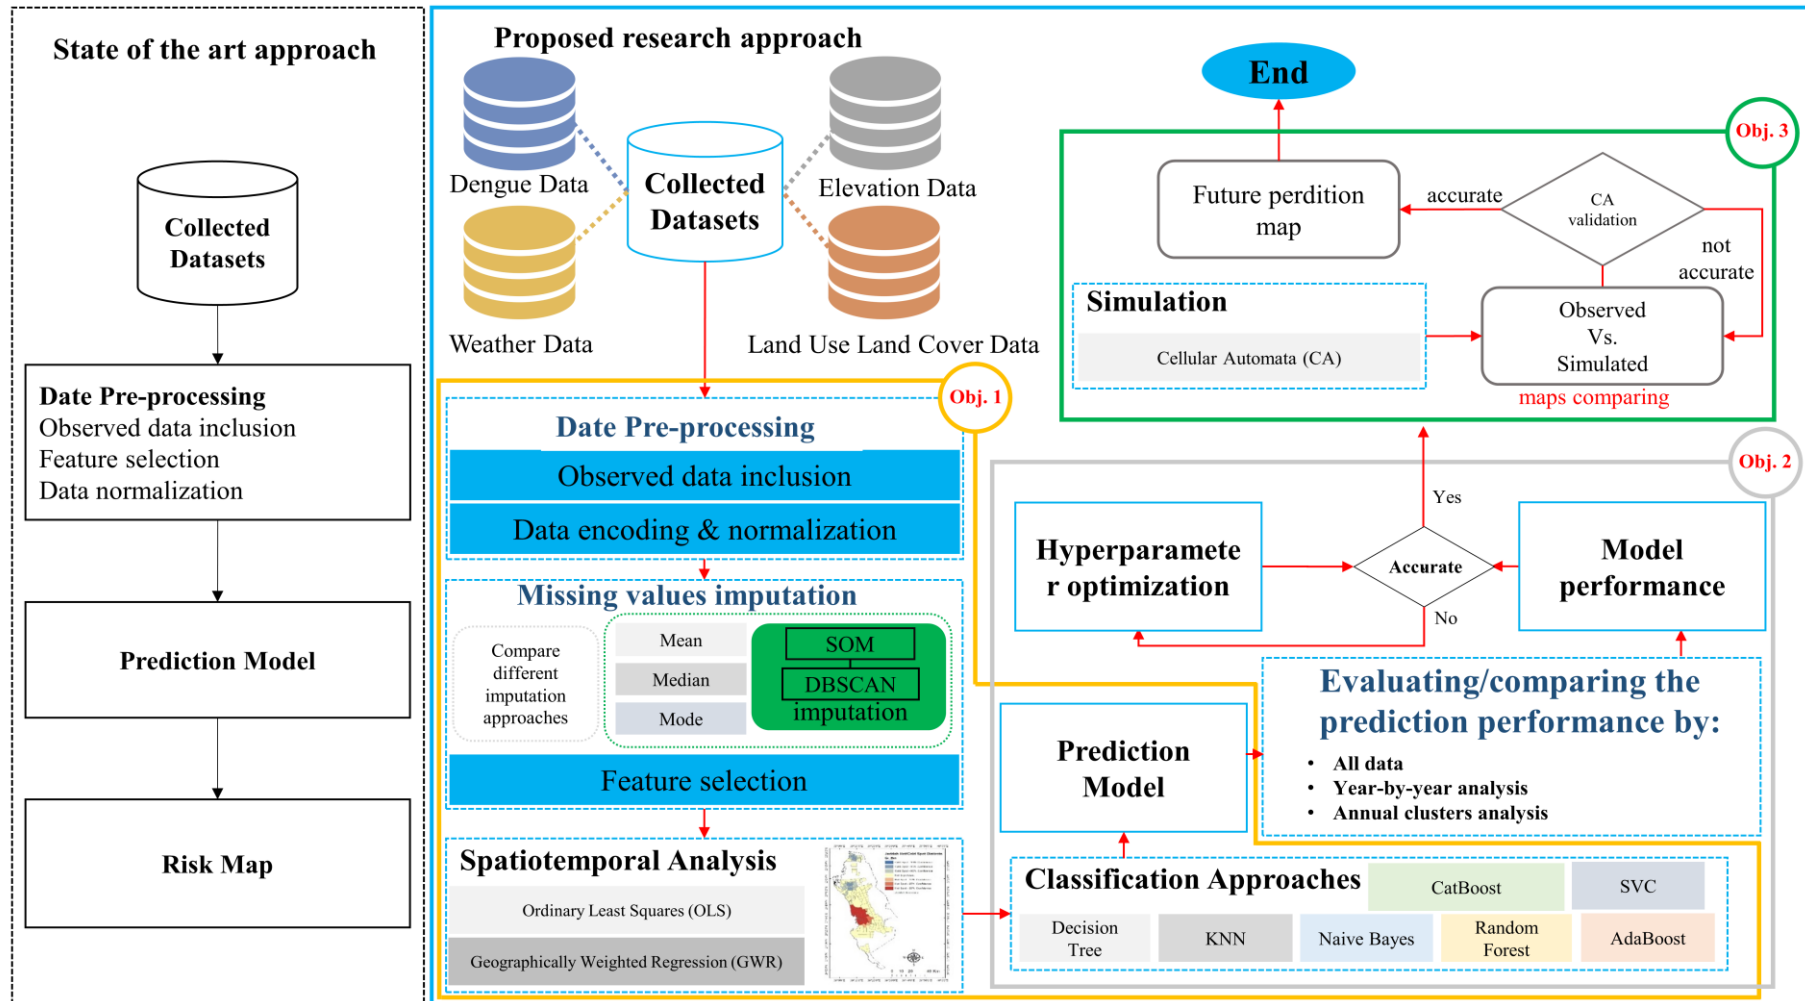 State of the art approach
Collected
Datasets
Date Pre-processing
Observed data inclusion
Feature selection
Data normalization
Prediction Model
Risk Map
Proposed research approach
Dengue Data
Elevation Data
Collected
Datasets
Weather Data
Land Use Land Cover Data
Obj. 1
Date Pre-processing
Observed data inclusion
Data encoding & normalization
Missing values imputation
Compare
different
imputation
approaches
Mean
Median
Mode
SOM
DBSCAN
imputation
Feature selection
Spatiotemporal Analysis
Ordinary Least Squares (OLS)
Geographically Weighted Regression (GWR)
Classification Approaches
CatBoost
SVC
Decision
Tree
KNN
Naive Bayes
Random
Forest
AdaBoost
Prediction
Model
Evaluating/comparing the
prediction performance by:
• All data
• Year-by-year analysis
• Annual clusters analysis
Obj. 2
Model
performance
Accurate
Yes
No
Hyperparamete
r optimization
Obj. 3
Simulation
Cellular Automata (CA)
Observed
Vs.
Simulated
maps comparing
CA
validation
not
accurate
accurate
Future perdition
map
End